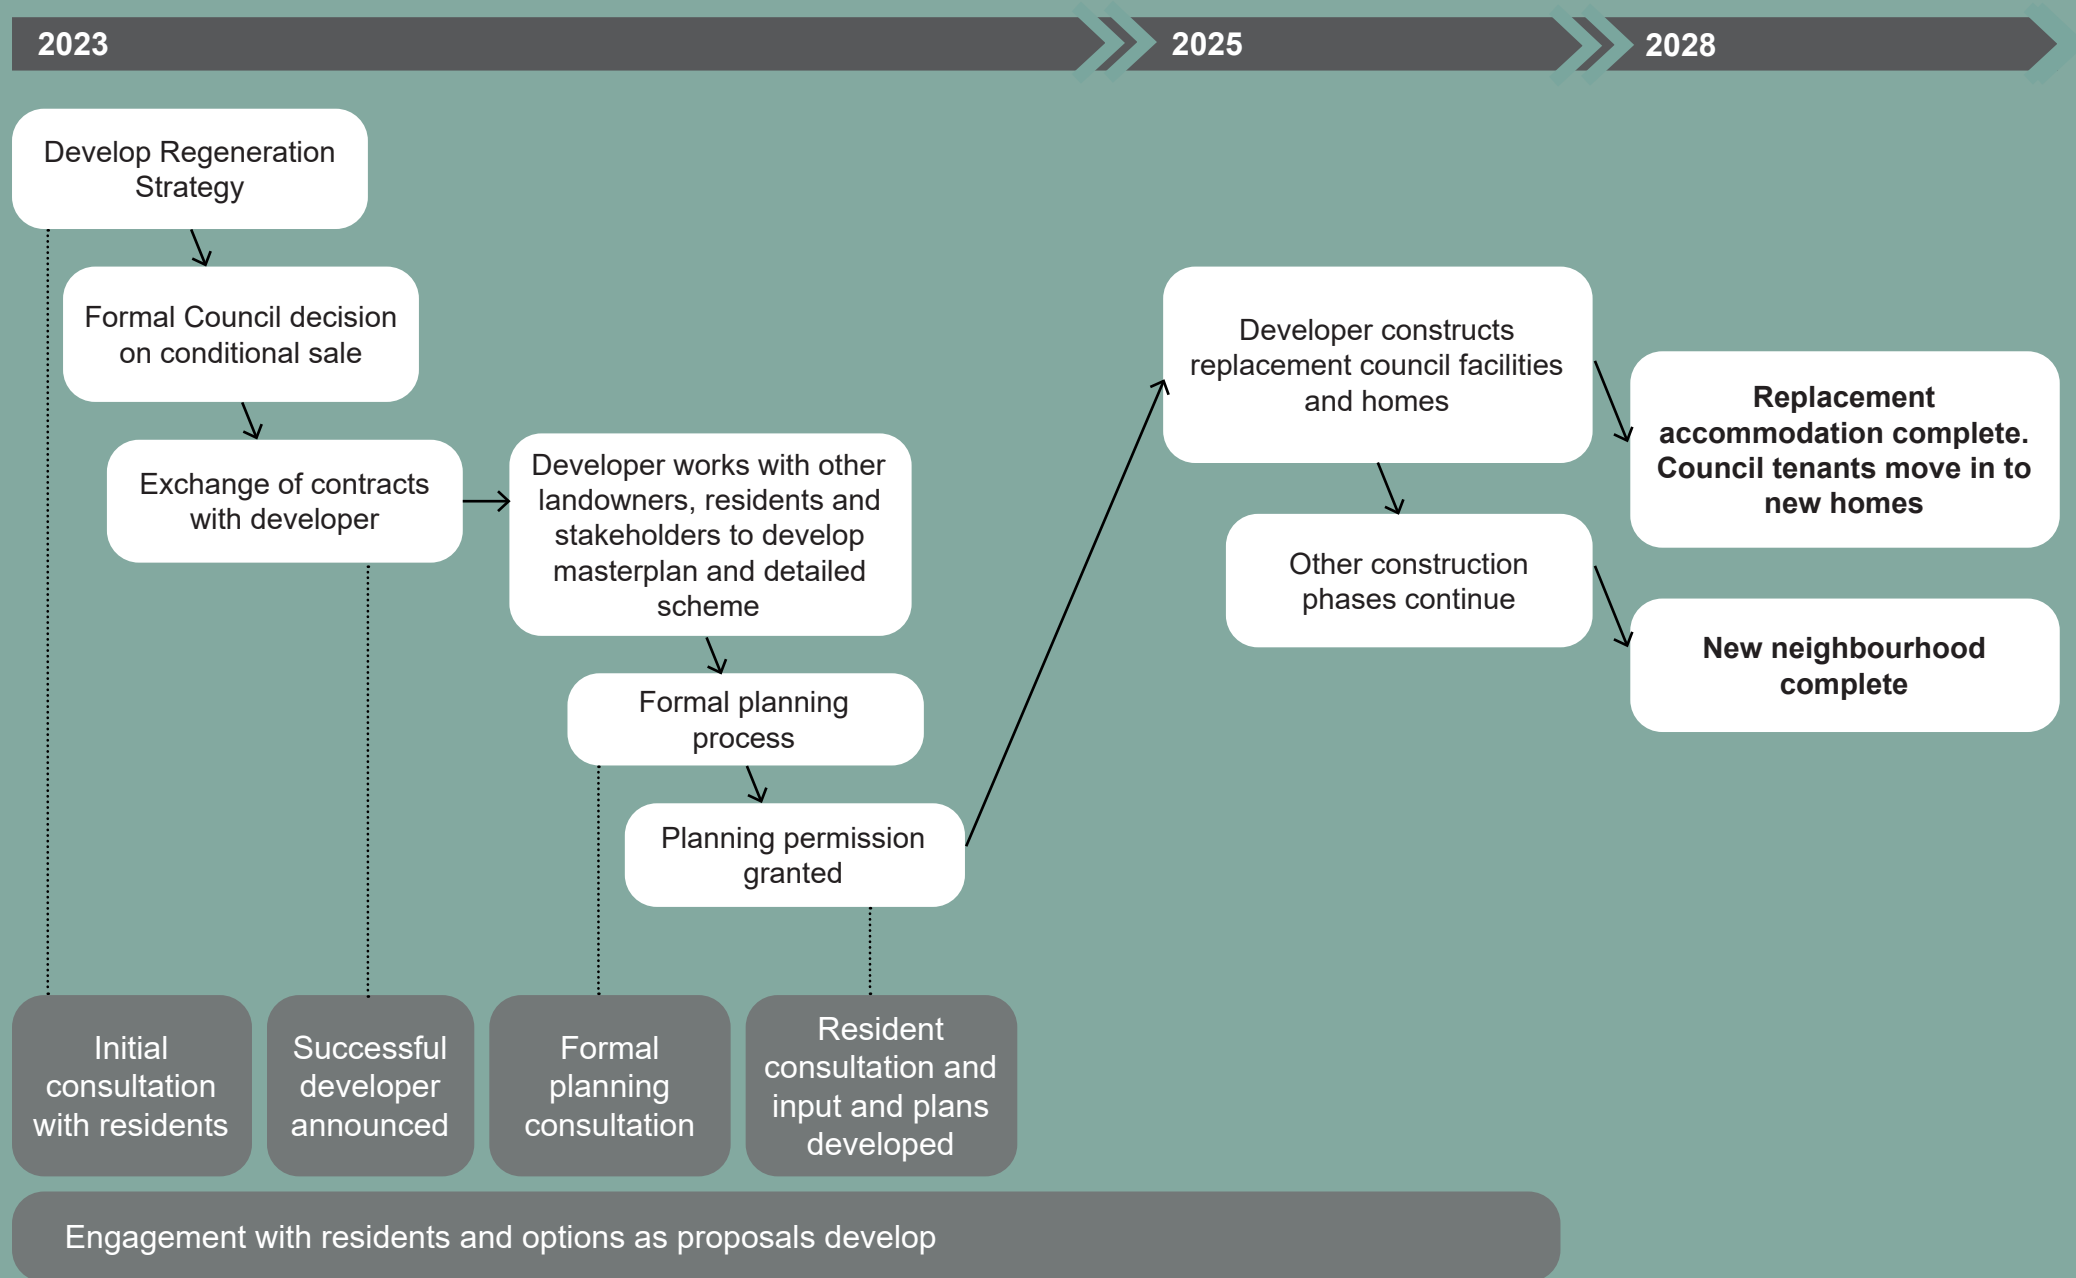 2023
2025
2028
Develop Regeneration
Strategy
Formal Council decision
on conditional sale
Exchange of contracts
with developer
Developer works with other
landowners, residents and
stakeholders to develop
masterplan and detailed
scheme
Formal planning
process
Planning permission
granted
Developer constructs
replacement council facilities
and homes
Other construction
phases continue
Replacement
accommodation complete.
Council tenants move in to
new homes
New neighbourhood
complete
Initial
consultation
with residents
Successful
developer
announced
Formal
planning
consultation
Resident
consultation and
input and plans
developed
Engagement with residents and options as proposals develop